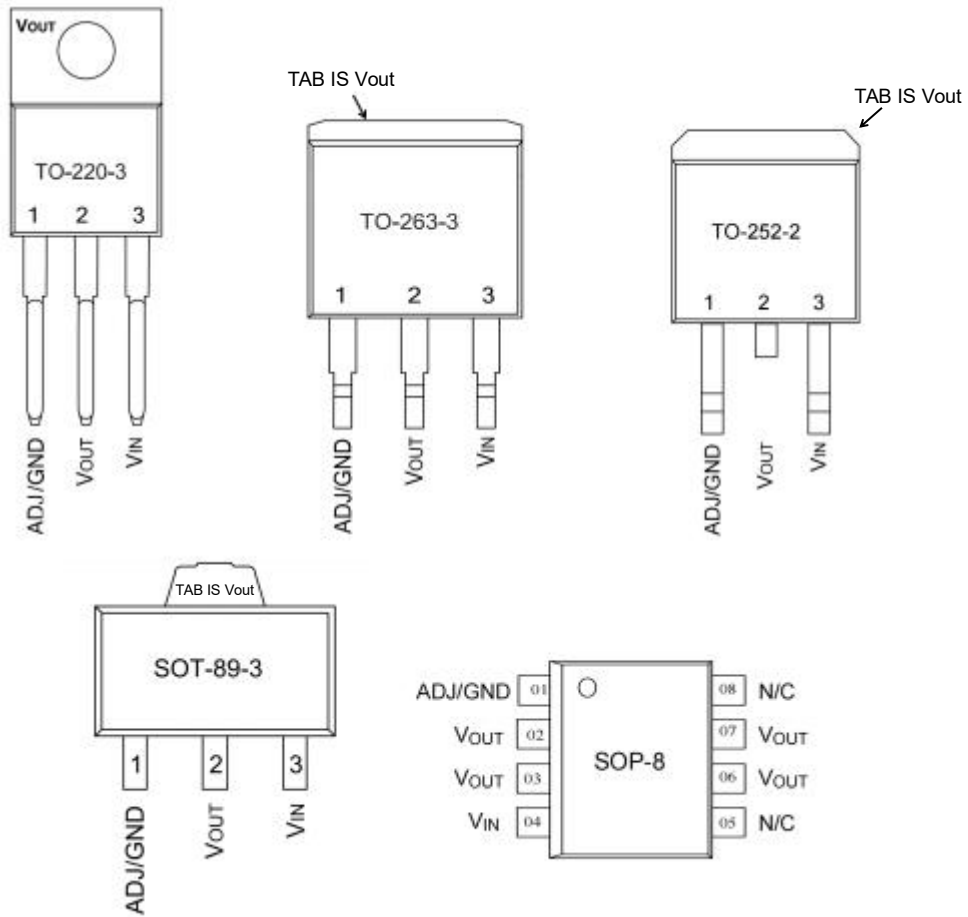 VOUT
TO-220-3
1 2 3
ADJ/GND
VOUT
VIN
TAB IS Vout
TO-263-3
1 2 3
ADJ/GND
VOUT
VIN
TAB IS Vout
TO-252-2
1 2 3
ADJ/GND
VOUT
VIN
TAB IS Vout
SOT-89-3
1 2 3
ADJ/GND
VOUT
VIN
ADJ/GND 01
VOUT 02
VOUT 03
VIN 04
SOP-8
08 N/C
07 VOUT
06 VOUT
05 N/C